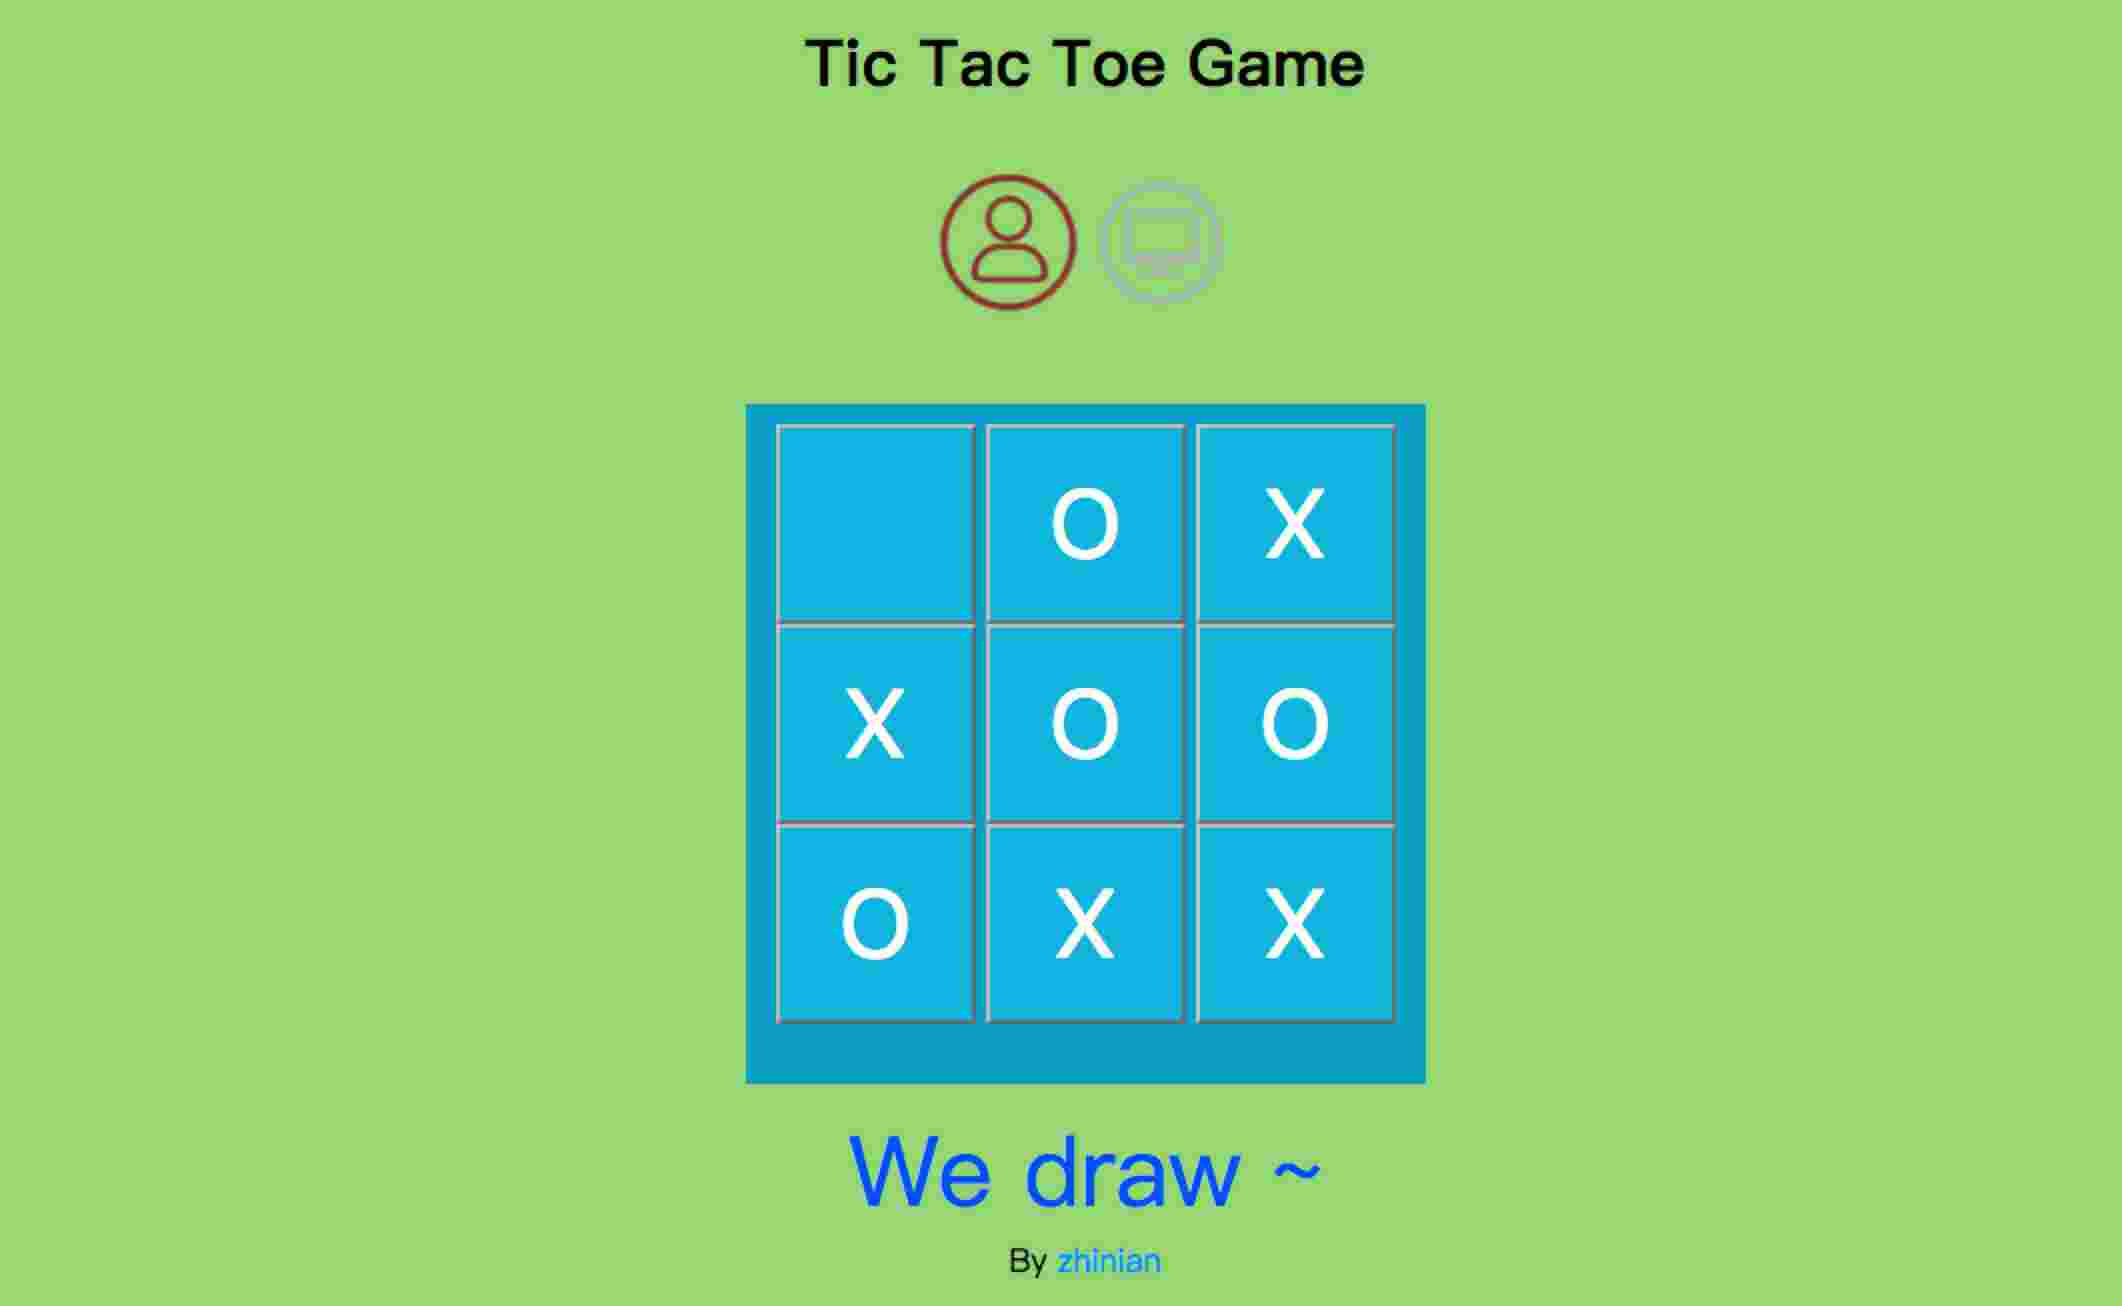 Tic Tac Toe Game
O X
X O O
O X X
We draw ~
By zhinian